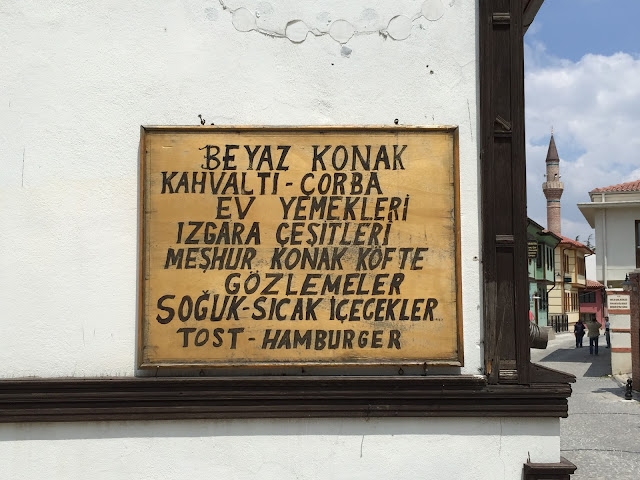 BEYAZ KONAK
KAHVALTI - ÇORBA
EV YEMEKLERİ
IZGARA ÇEŞİTLERİ
MEŞHUR KONAK KÖFTE
GÖZLEMELER
SOĞUK-SICAK İÇECEKLER
TOST - HAMBURGER